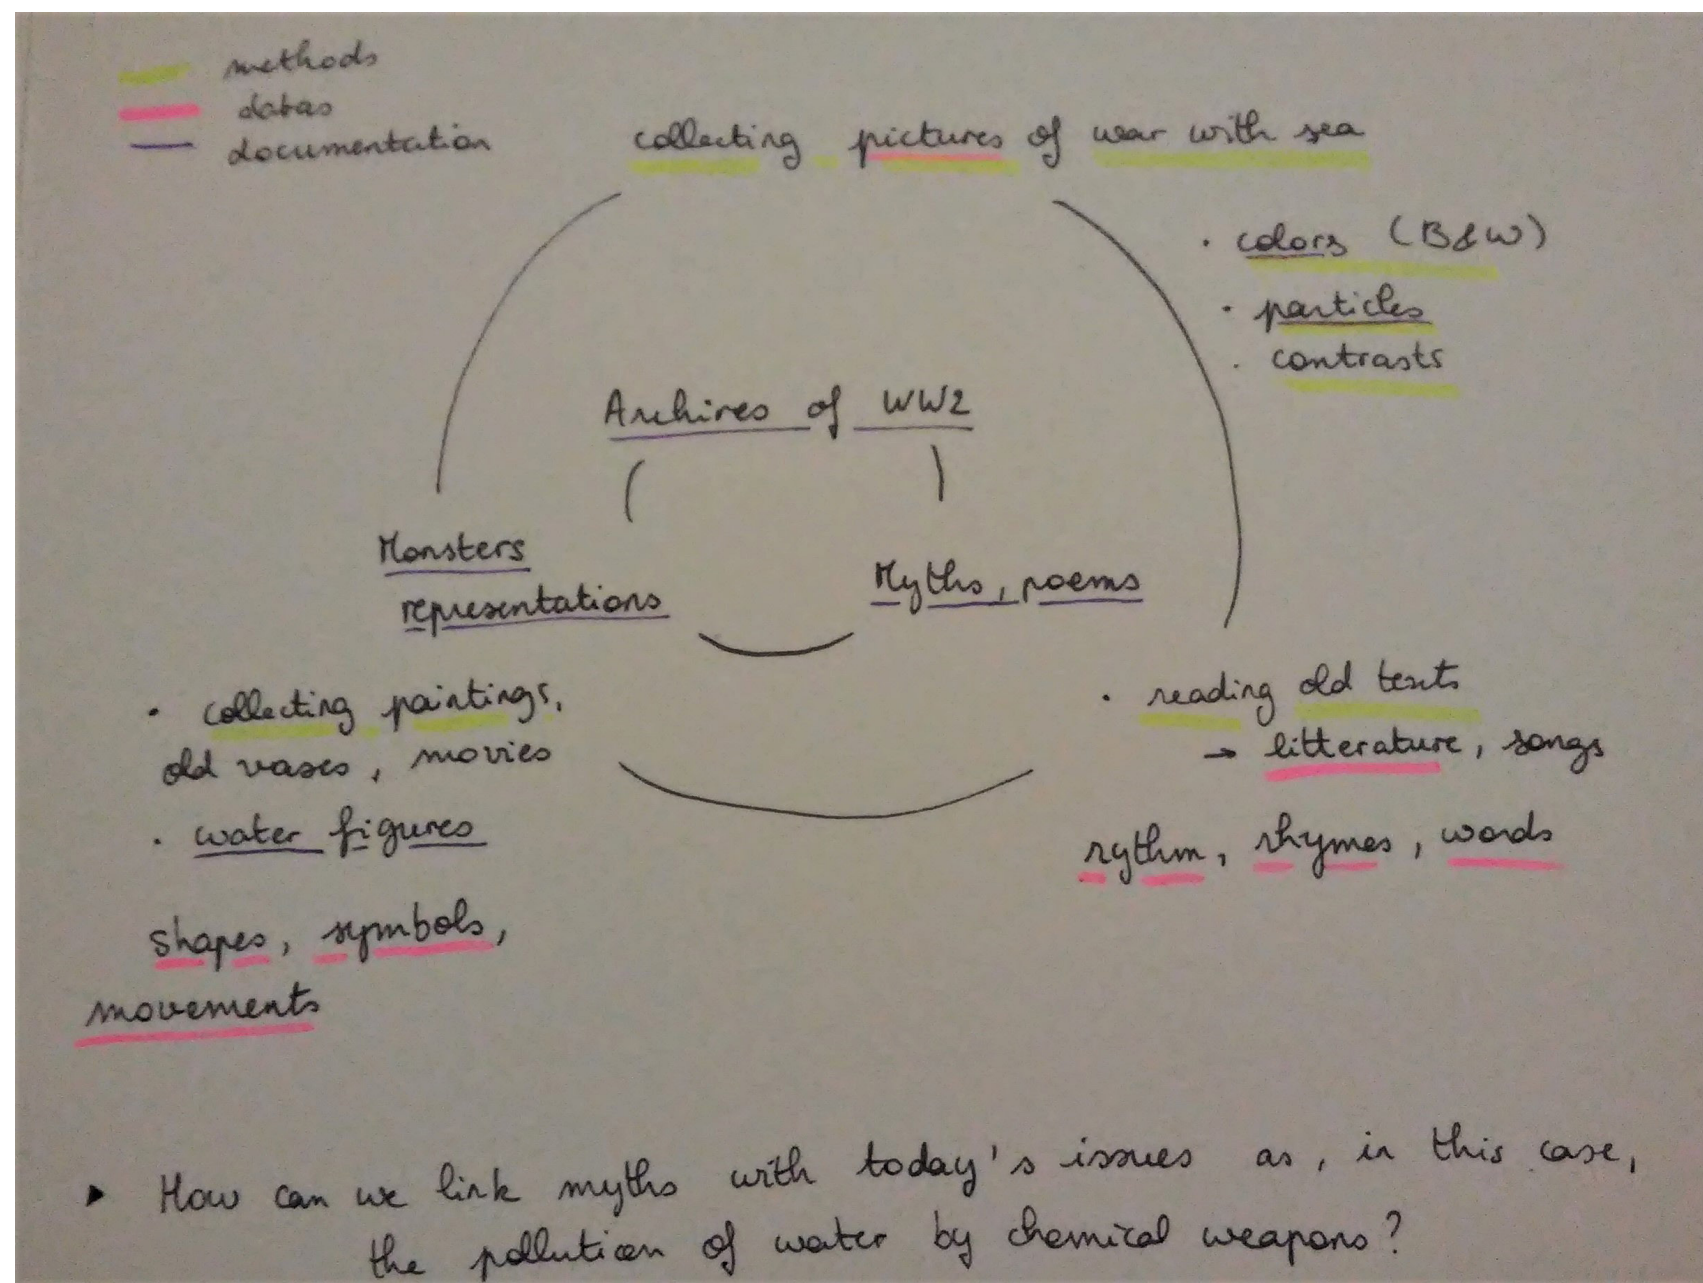 methods
datas
documentation
collecting pictures of war with sea
· colors (B&W)
· particles
· contrasts
Archives of WW2
Monsters
representations
Myths, poems
· collecting paintings,
old vases, movies
· water figures
shapes, symbols,
movements
· reading old texts
→ litterature, songs
rythm, rhymes, words
▸ How can we link myths with today's issues as, in this case,
the pollution of water by chemical weapons?